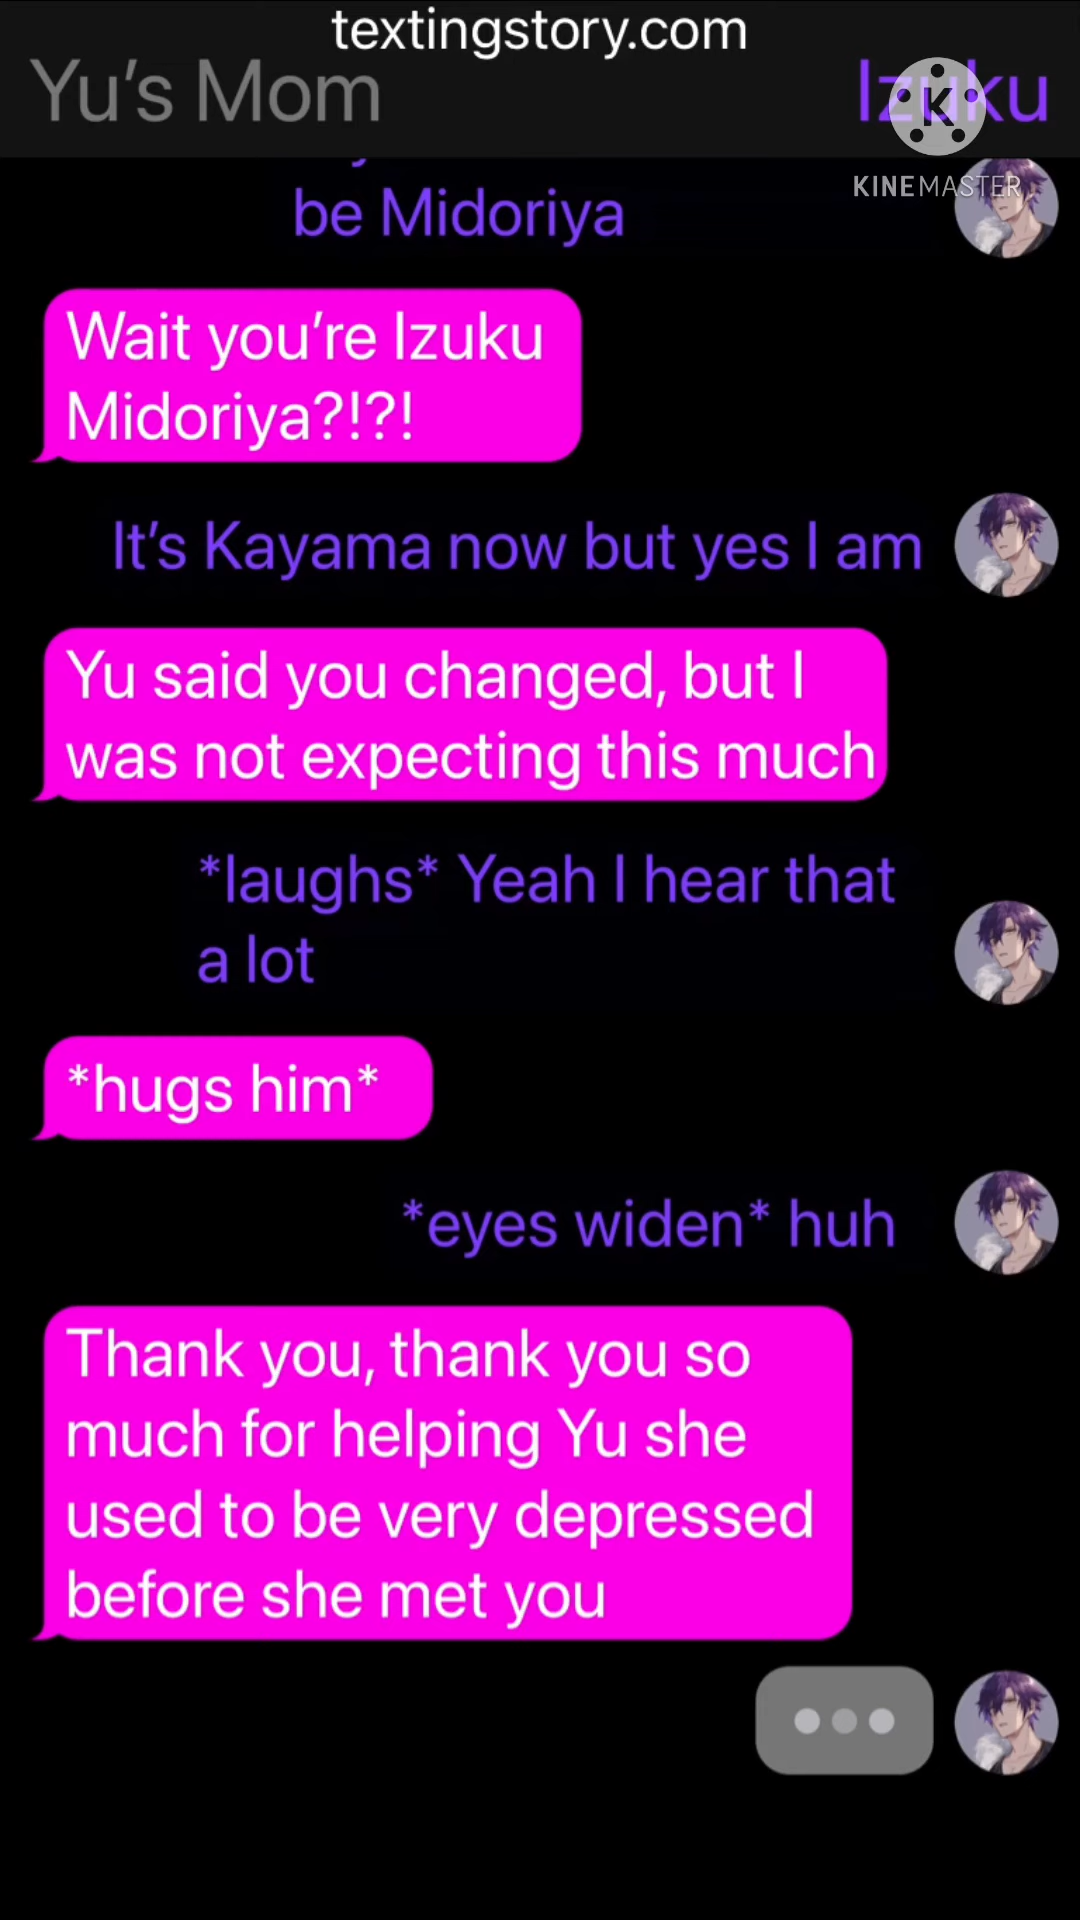 textingstory.com
Yu's Mom
Izuku
KINEMASTER
be Midoriya
Wait you're Izuku
Midoriya?!?!
It's Kayama now but yes I am
Yu said you changed, but I
was not expecting this much
*laughs* Yeah I hear that
a lot
*hugs him*
*eyes widen* huh
Thank you, thank you so
much for helping Yu she
used to be very depressed
before she met you